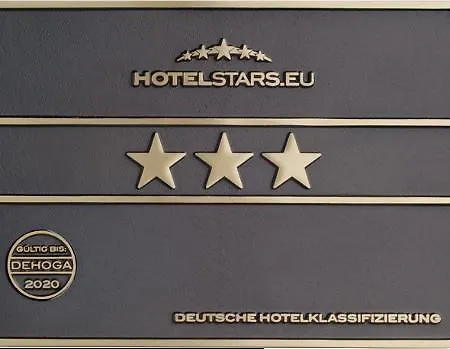 HOTELSTARS.EU
GÜLTIG BIS:
DEHOGA
2020
DEUTSCHE HOTELKLASSIFIZIERUNG